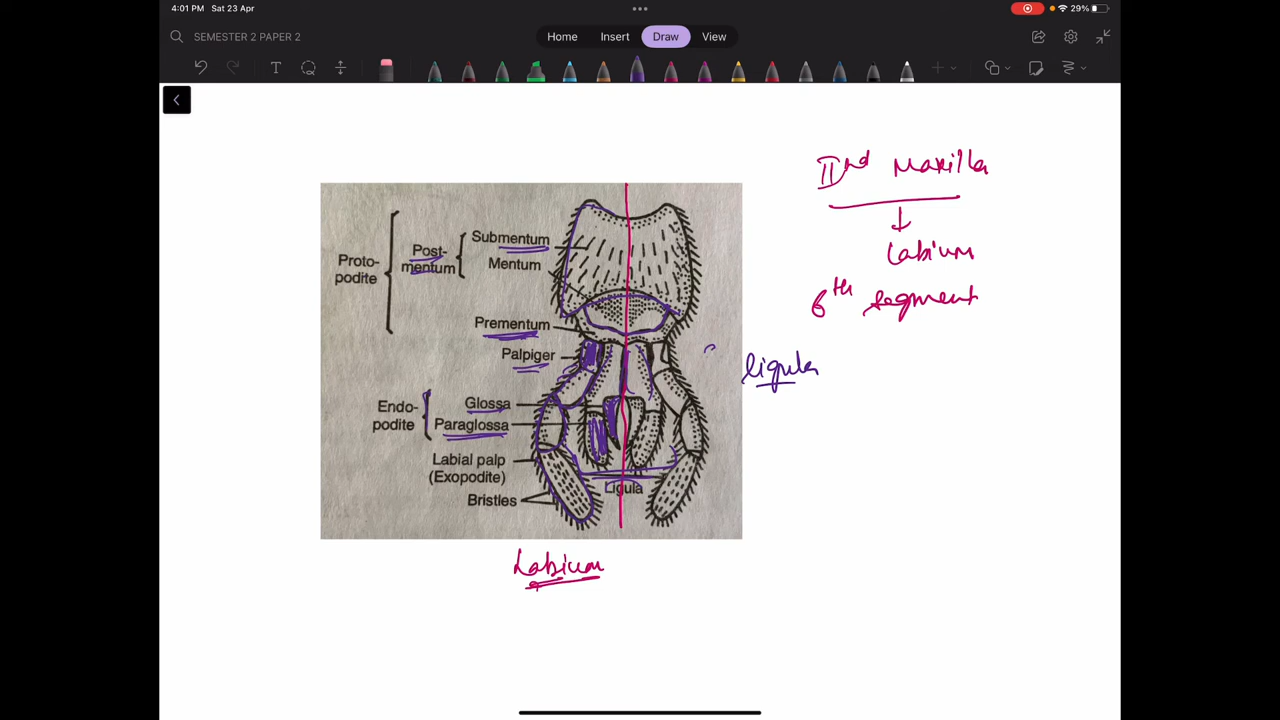 4:01 PM Sat 23 Apr
29%
SEMESTER 2 PAPER 2
Home Insert Draw View
IInd Maxilla
Labium
6th segment
Submentum
Post-
mentum
Mentum
Proto-
podite
Prementum
Palpiger
ligula
Glossa
Endo-
podite
Paraglossa
Labial palp
(Exopodite)
Ligula
Bristles
Labium